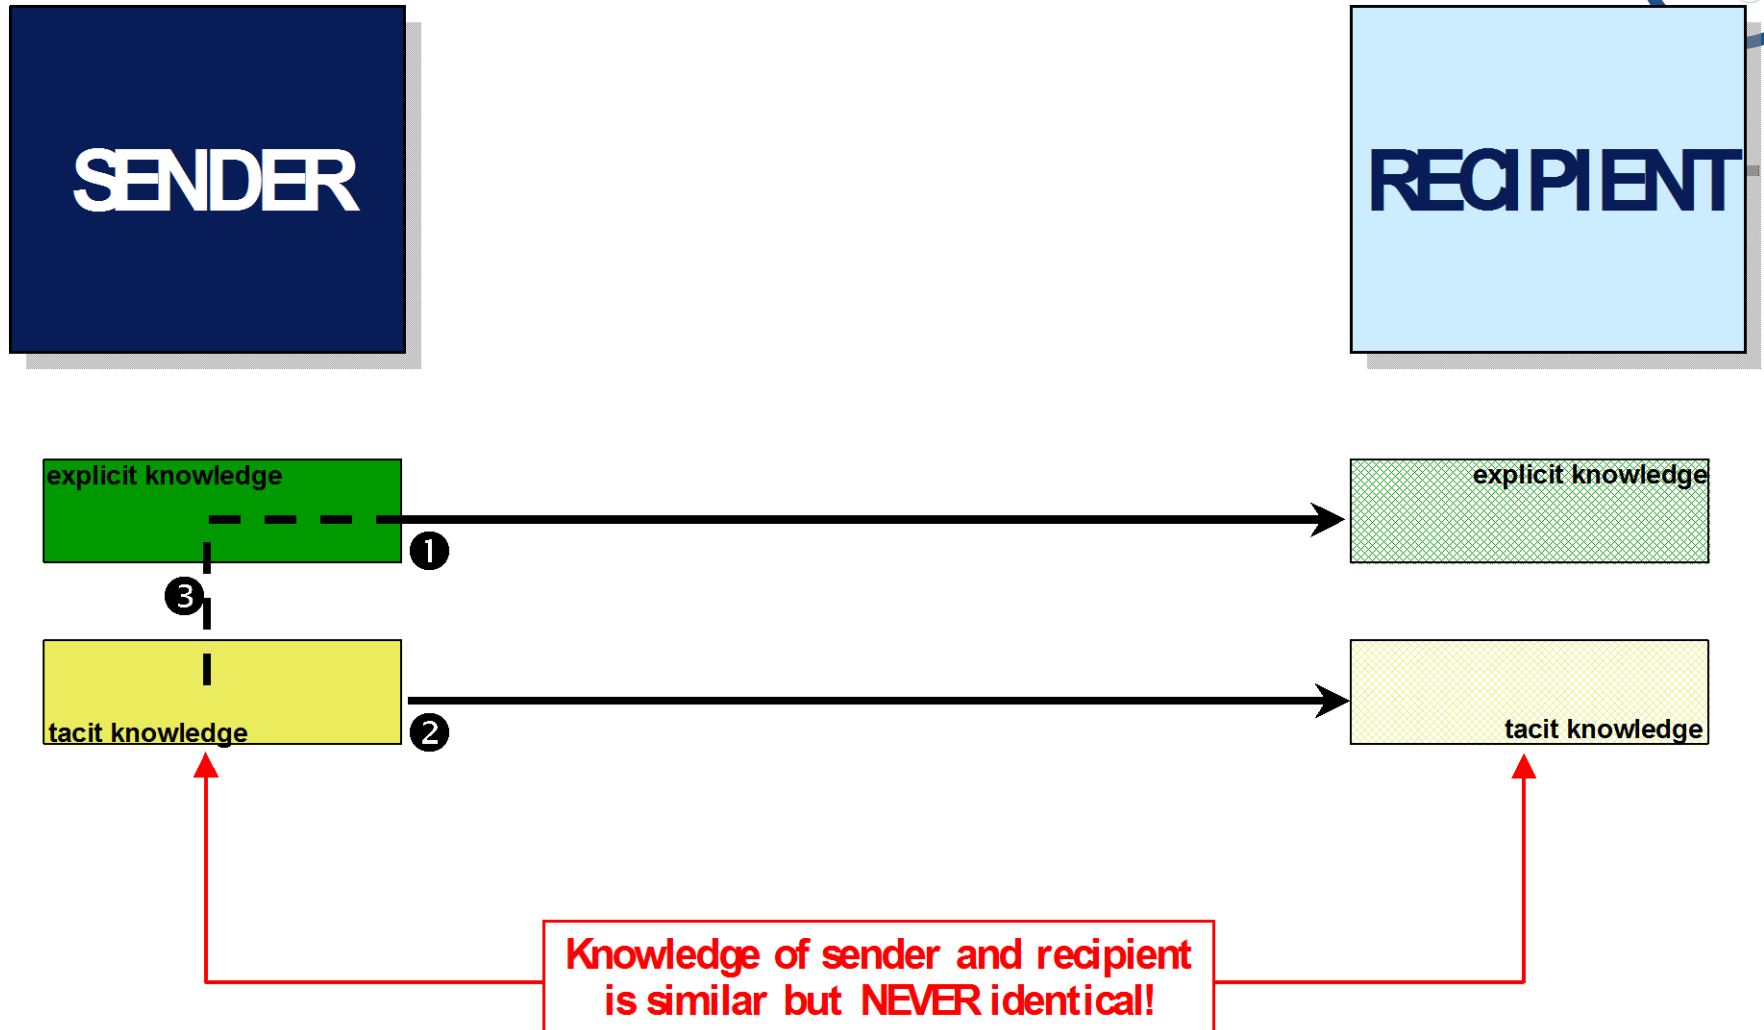 SENDER
RECIPIENT
explicit knowledge
explicit knowledge
❶
❸
tacit knowledge
❷
tacit knowledge
Knowledge of sender and recipient
is similar but NEVER identical!